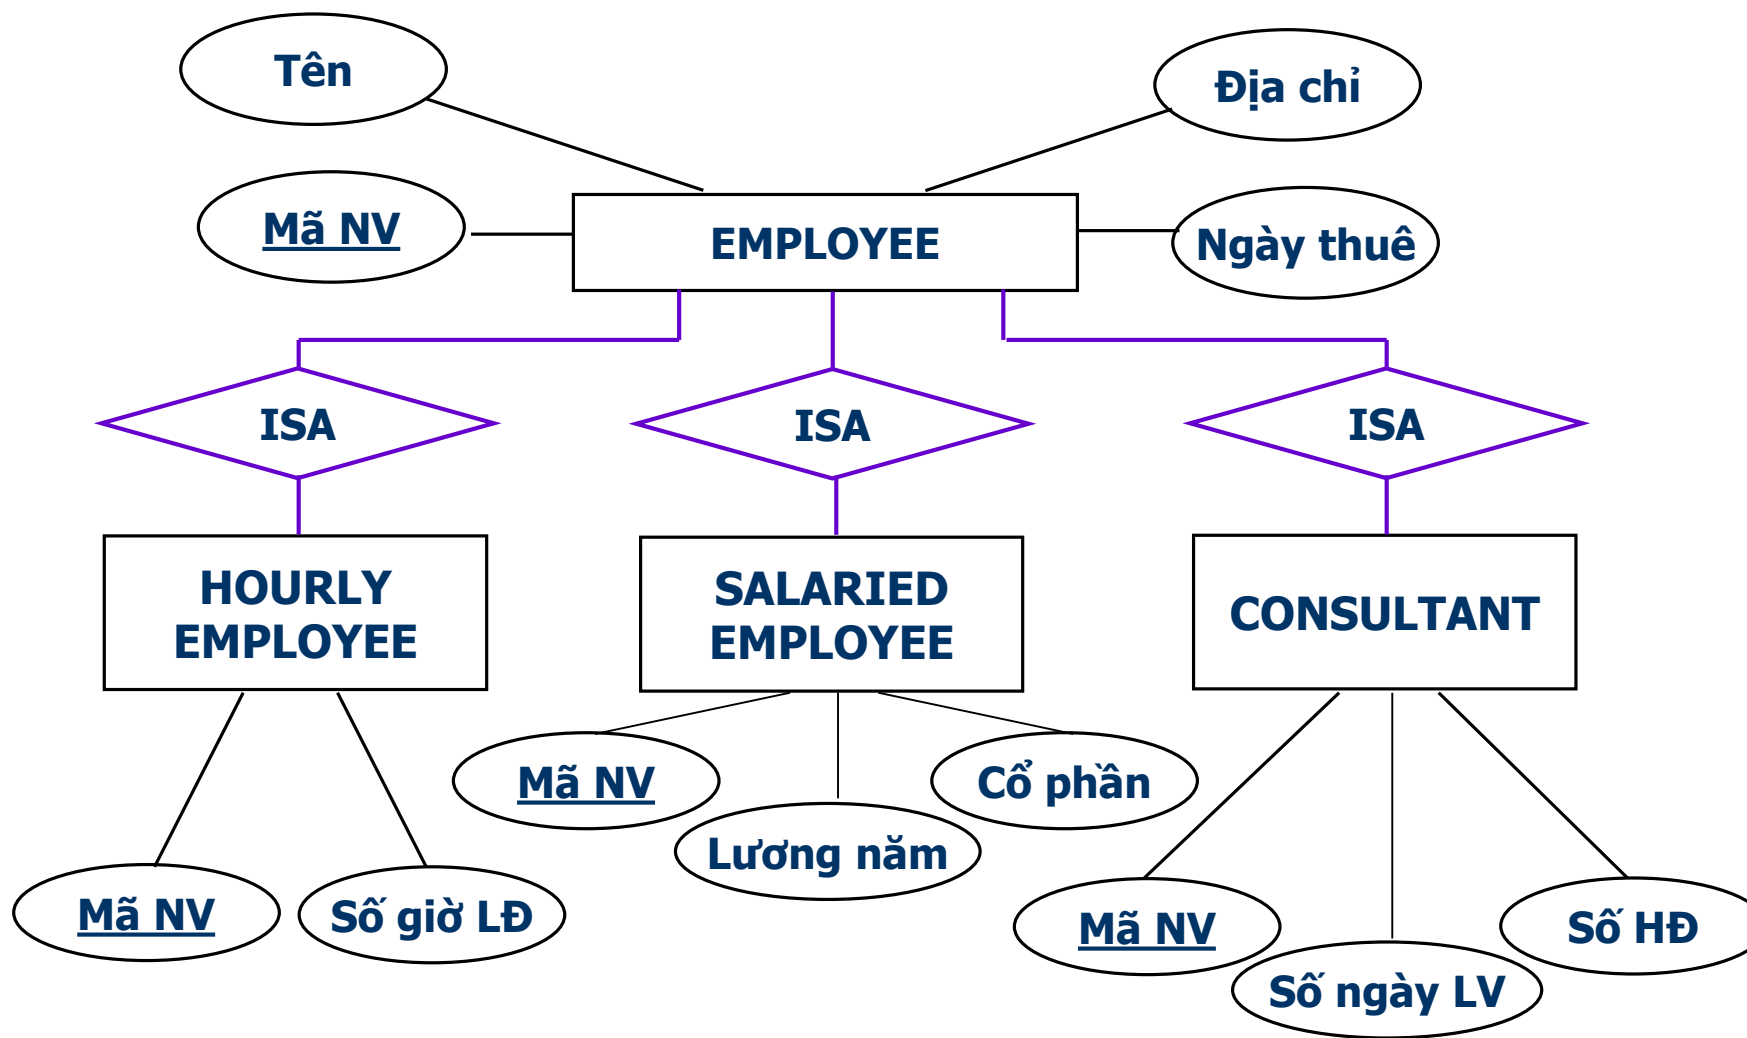 Tên
Địa chỉ
Mã NV
EMPLOYEE
Ngày thuê
ISA
ISA
ISA
HOURLY
EMPLOYEE
SALARIED
EMPLOYEE
CONSULTANT
Mã NV
Cổ phần
Lương năm
Mã NV
Số giờ LĐ
Mã NV
Số HĐ
Số ngày LV